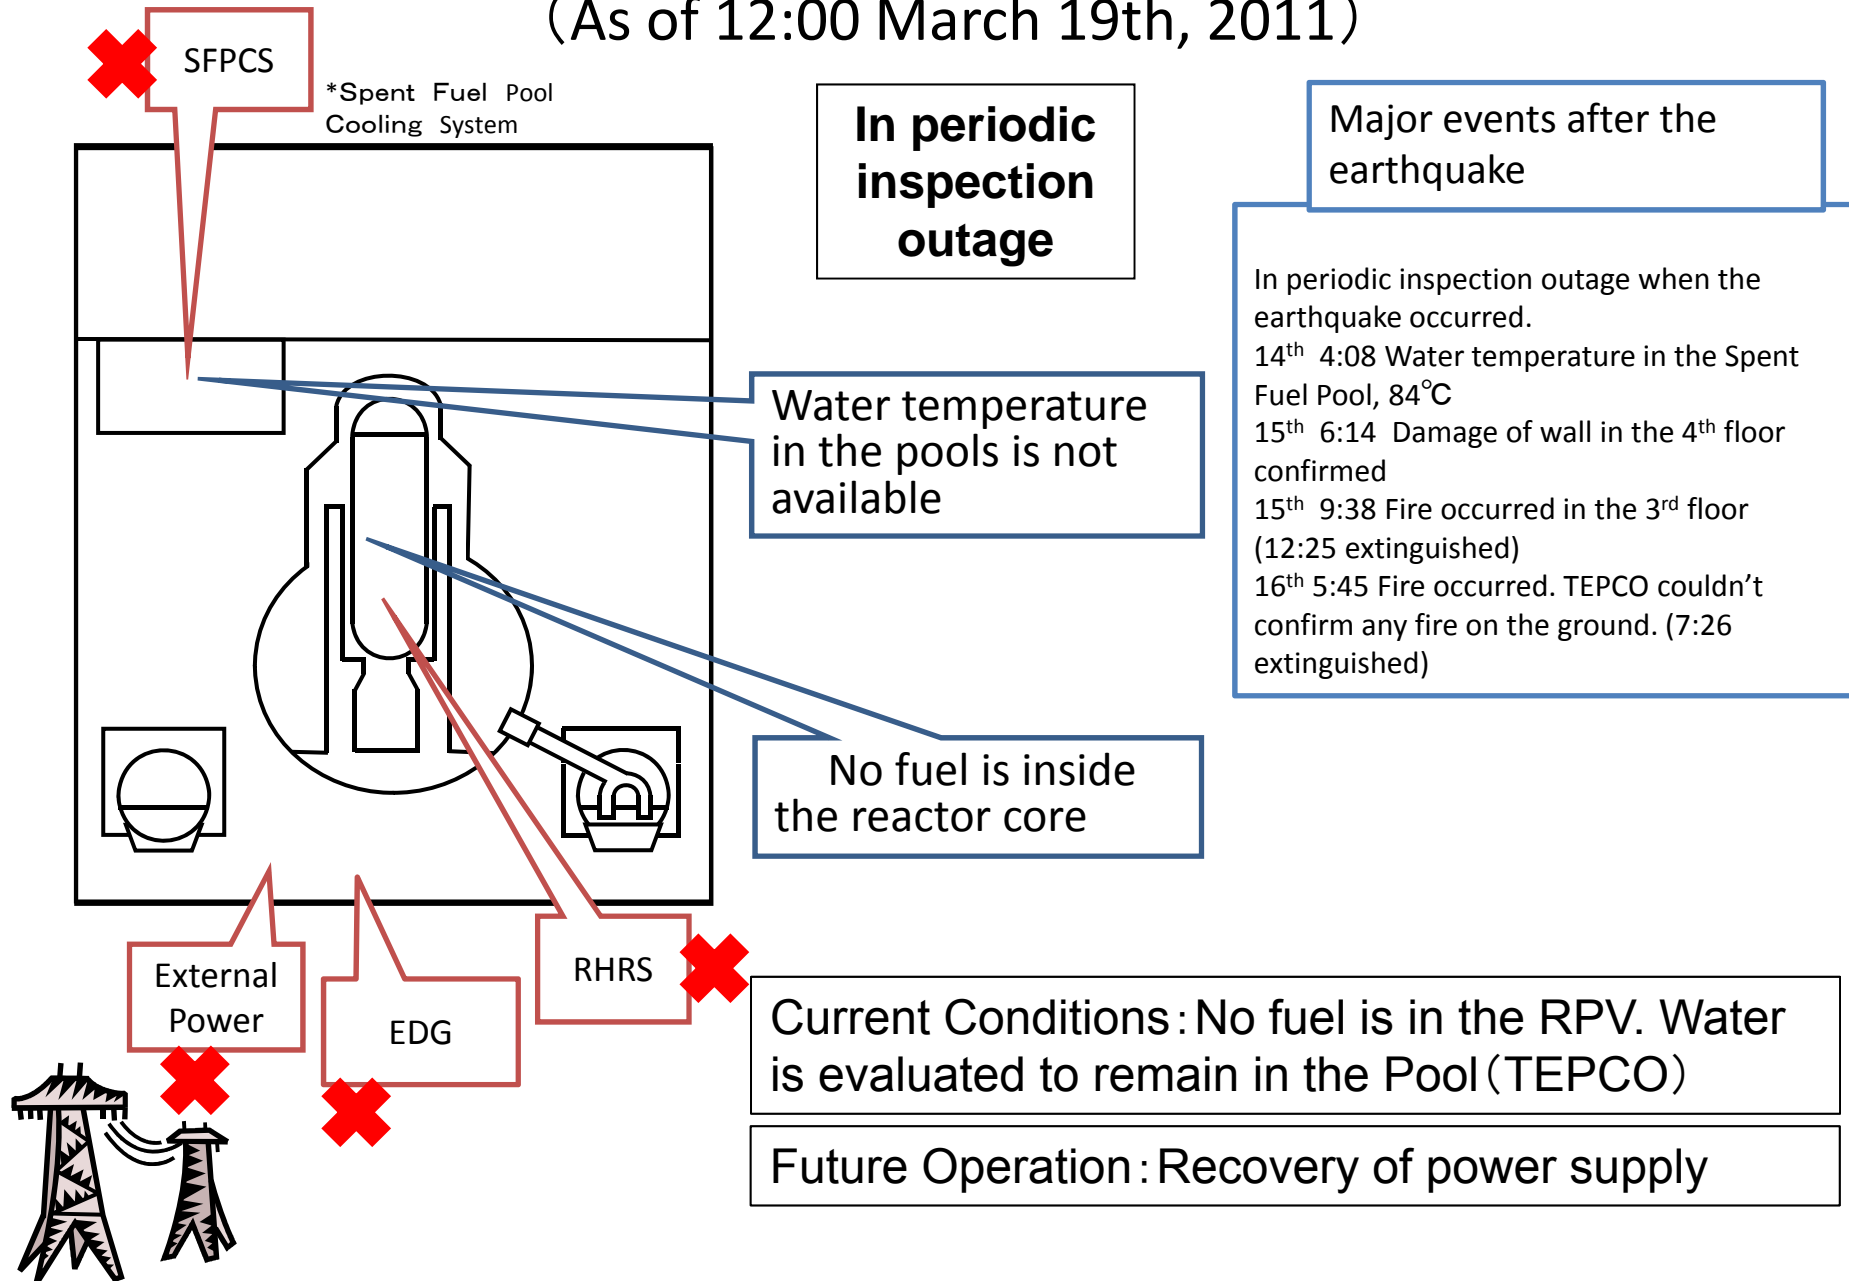 （As of 12:00 March 19th, 2011）
SFPCS
*Spent Fuel Pool
Cooling System
In periodic
inspection
outage
Major events after the
earthquake
In periodic inspection outage when the
earthquake occurred.
14th 4:08 Water temperature in the Spent
Fuel Pool, 84℃
15th 6:14 Damage of wall in the 4th floor
confirmed
15th 9:38 Fire occurred in the 3rd floor
(12:25 extinguished)
16th 5:45 Fire occurred. TEPCO couldn’t
confirm any fire on the ground. (7:26
extinguished)
Water temperature
in the pools is not
available
No fuel is inside
the reactor core
External
Power
EDG
RHRS
Current Conditions：No fuel is in the RPV. Water
is evaluated to remain in the Pool（TEPCO）
Future Operation：Recovery of power supply